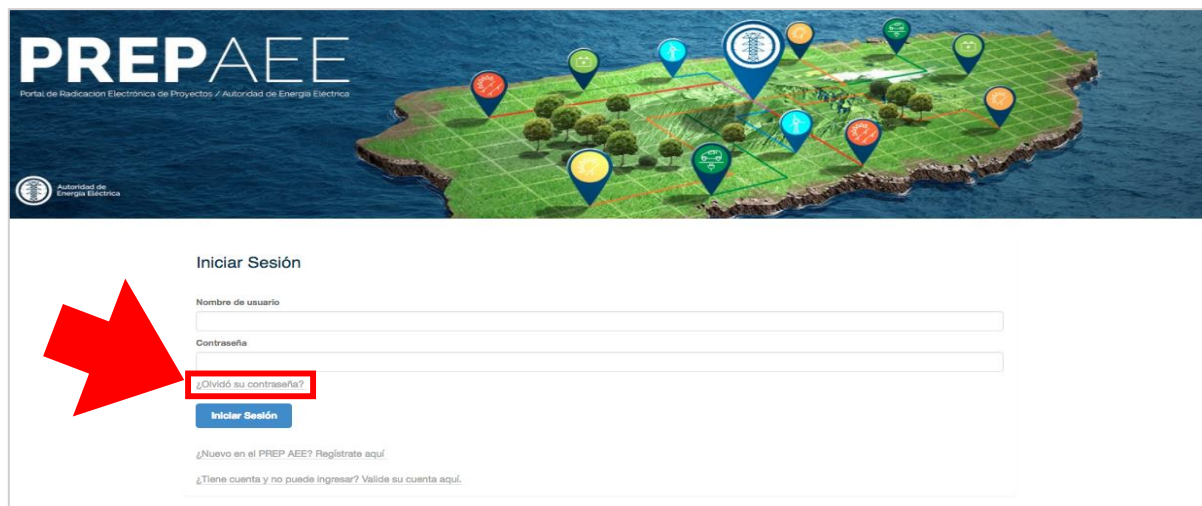 PREPAEE
Portal de Radicación Electrónica de Proyectos / Autoridad de Energía Eléctrica
Autoridad de
Energía Eléctrica
Iniciar Sesión
Nombre de usuario
Contraseña
¿Olvidó su contraseña?
Iniciar Sesión
¿Nuevo en el PREP AEE? Regístrate aquí
¿Tiene cuenta y no puede ingresar? Valide su cuenta aquí.